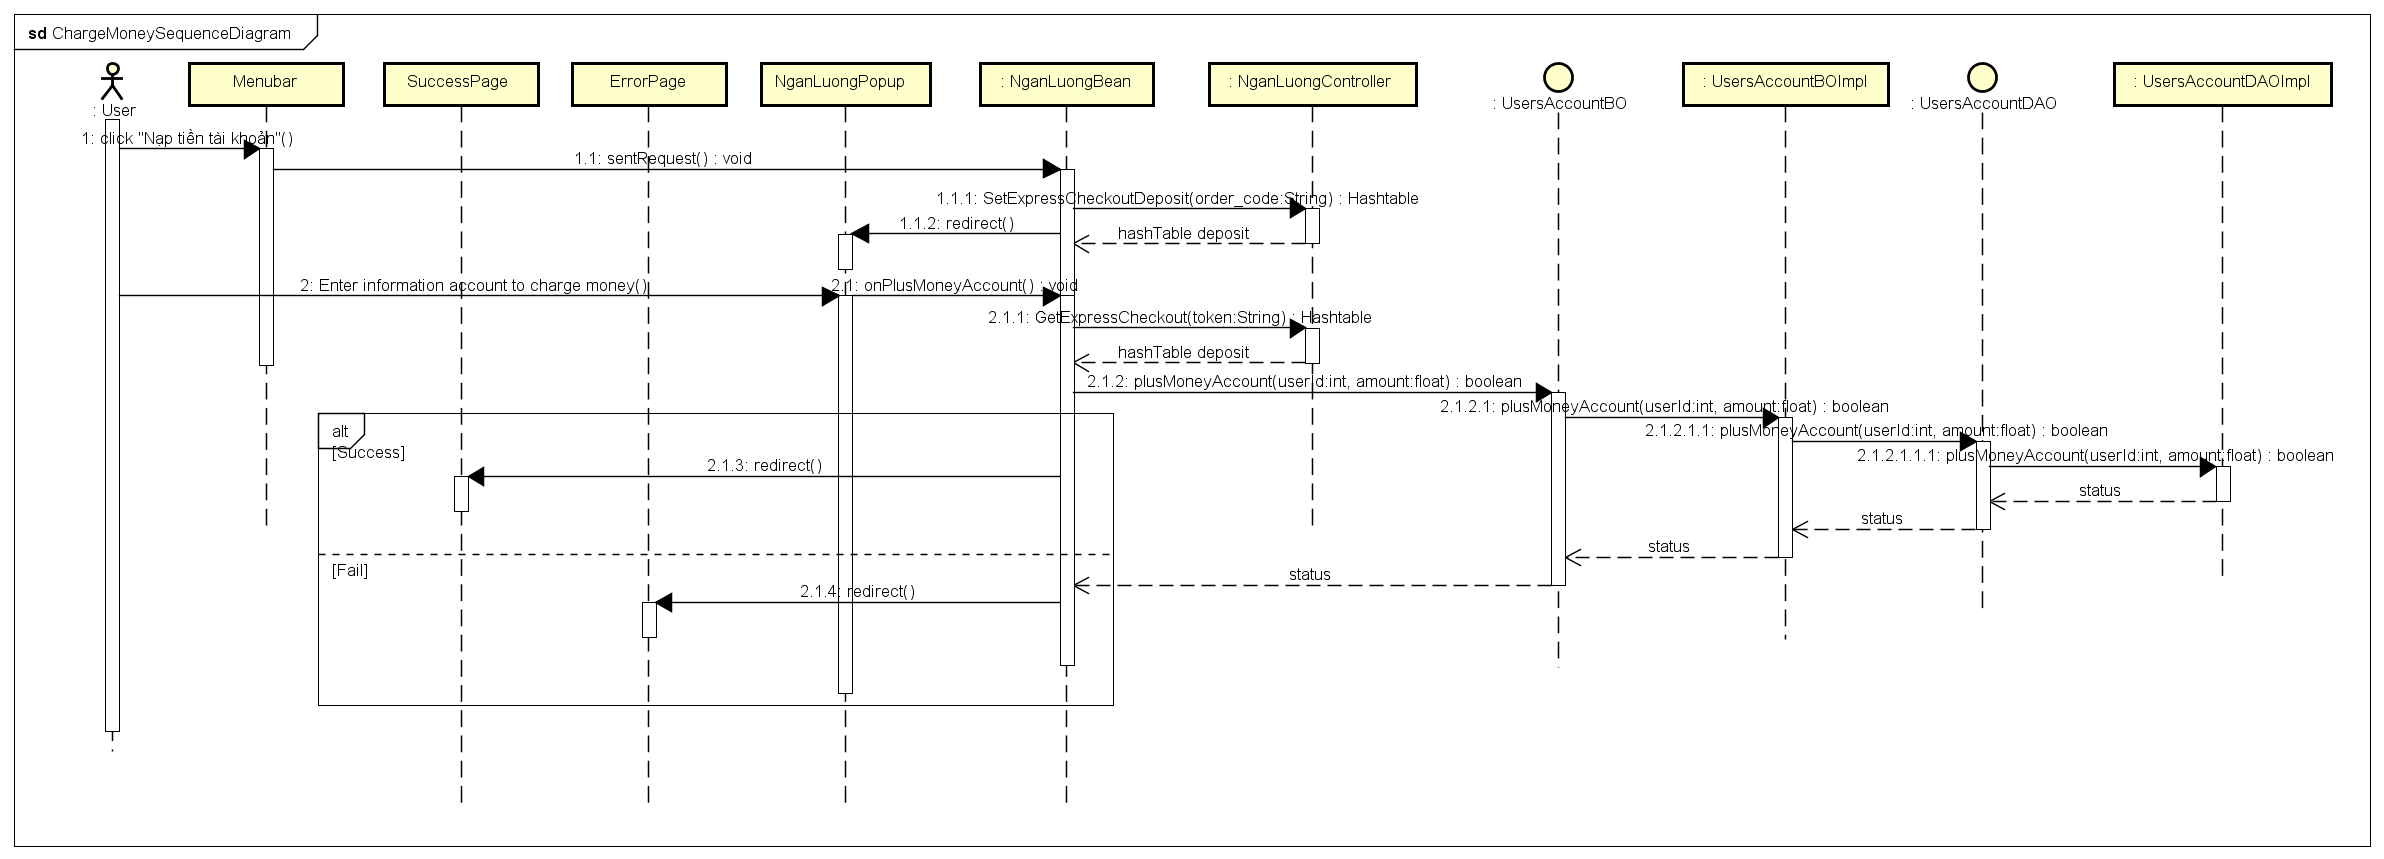 sd ChargeMoneySequenceDiagram
: User
Menubar
SuccessPage
ErrorPage
NganLuongPopup
: NganLuongBean
: NganLuongController
: UsersAccountBO
: UsersAccountBOImpl
: UsersAccountDAO
: UsersAccountDAOImpl
1: click "Nạp tiền tài khoản"()
1.1: sentRequest() : void
1.1.1: SetExpressCheckoutDeposit(order_code:String) : Hashtable
1.1.2: redirect()
hashTable deposit
2: Enter information account to charge money()
2.1: onPlusMoneyAccount() : void
2.1.1: GetExpressCheckout(token:String) : Hashtable
hashTable deposit
2.1.2: plusMoneyAccount(userId:int, amount:float) : boolean
2.1.2.1: plusMoneyAccount(userId:int, amount:float) : boolean
2.1.2.1.1: plusMoneyAccount(userId:int, amount:float) : boolean
2.1.2.1.1.1: plusMoneyAccount(userId:int, amount:float) : boolean
alt
[Success]
2.1.3: redirect()
status
status
status
status
[Fail]
2.1.4: redirect()